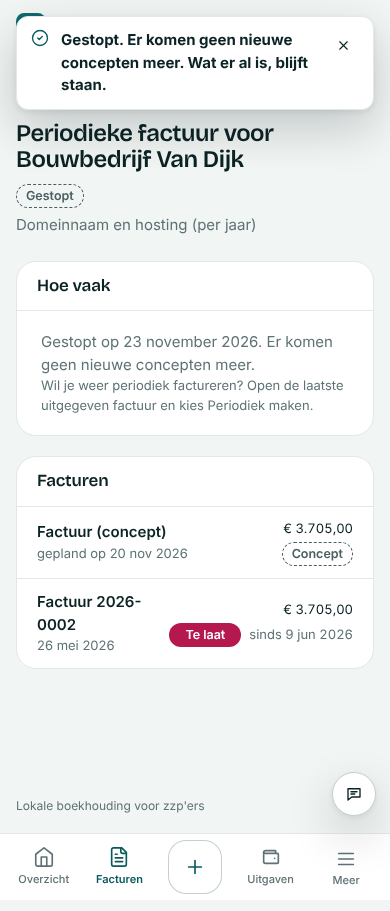 Gestopt. Er komen geen nieuwe
concepten meer. Wat er al is, blijft
staan.
Periodieke factuur voor
Bouwbedrijf Van Dijk
Gestopt
Domeinnaam en hosting (per jaar)
Hoe vaak
Gestopt op 23 november 2026. Er komen
geen nieuwe concepten meer.
Wil je weer periodiek factureren? Open de laatste
uitgegeven factuur en kies Periodiek maken.
Facturen
Factuur (concept)
€ 3.705,00
gepland op 20 nov 2026
Concept
Factuur 2026-
0002
€ 3.705,00
26 mei 2026
Te laat
sinds 9 jun 2026
Lokale boekhouding voor zzp'ers
Overzicht
Facturen
Uitgaven
Meer